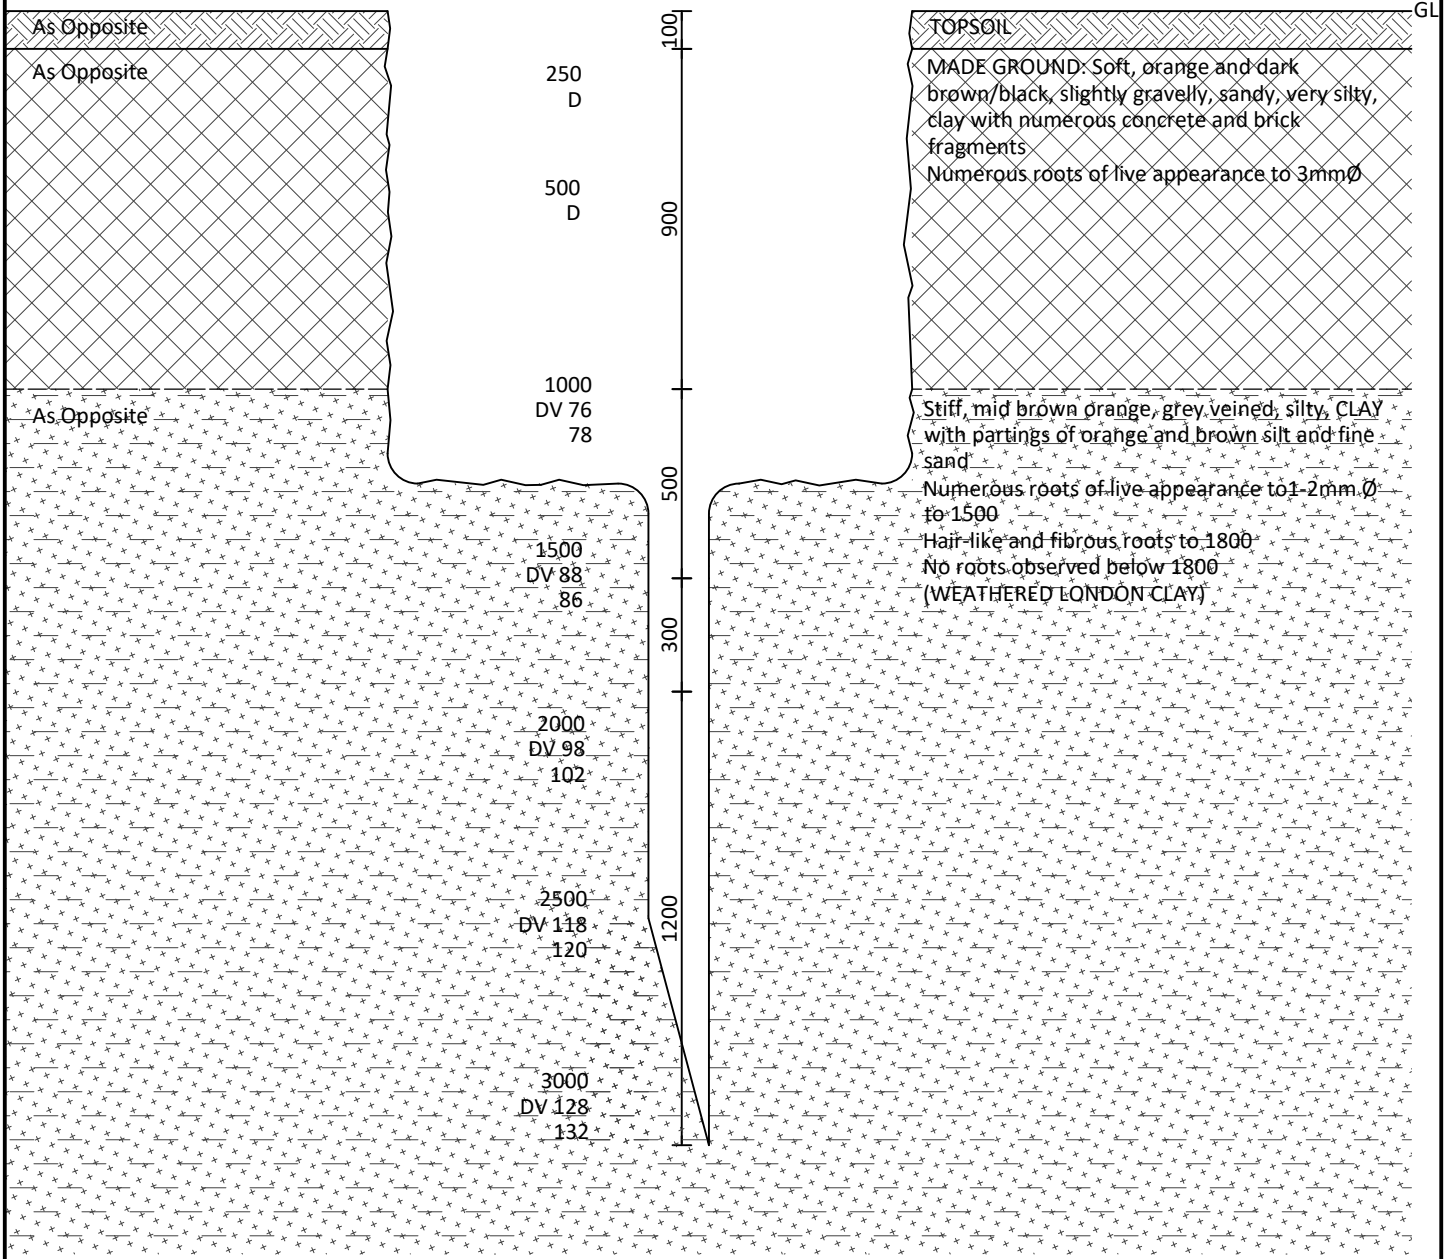 GL
As Opposite
100
TOPSOIL
As Opposite
250
D
MADE GROUND: Soft, orange and dark
brown/black, slightly gravelly, sandy, very silty,
clay with numerous concrete and brick
fragments
Numerous roots of live appearance to 3mmØ
500
D
900
As Opposite
1000
DV 76
78
Stiff, mid brown orange, grey veined, silty, CLAY
with partings of orange and brown silt and fine
sand
Numerous roots of live appearance to1-2mm Ø
to 1500
Hair-like and fibrous roots to 1800
No roots observed below 1800
(WEATHERED LONDON CLAY)
500
1500
DV 88
86
300
2000
DV 98
102
2500
DV 118
120
1200
3000
DV 128
132